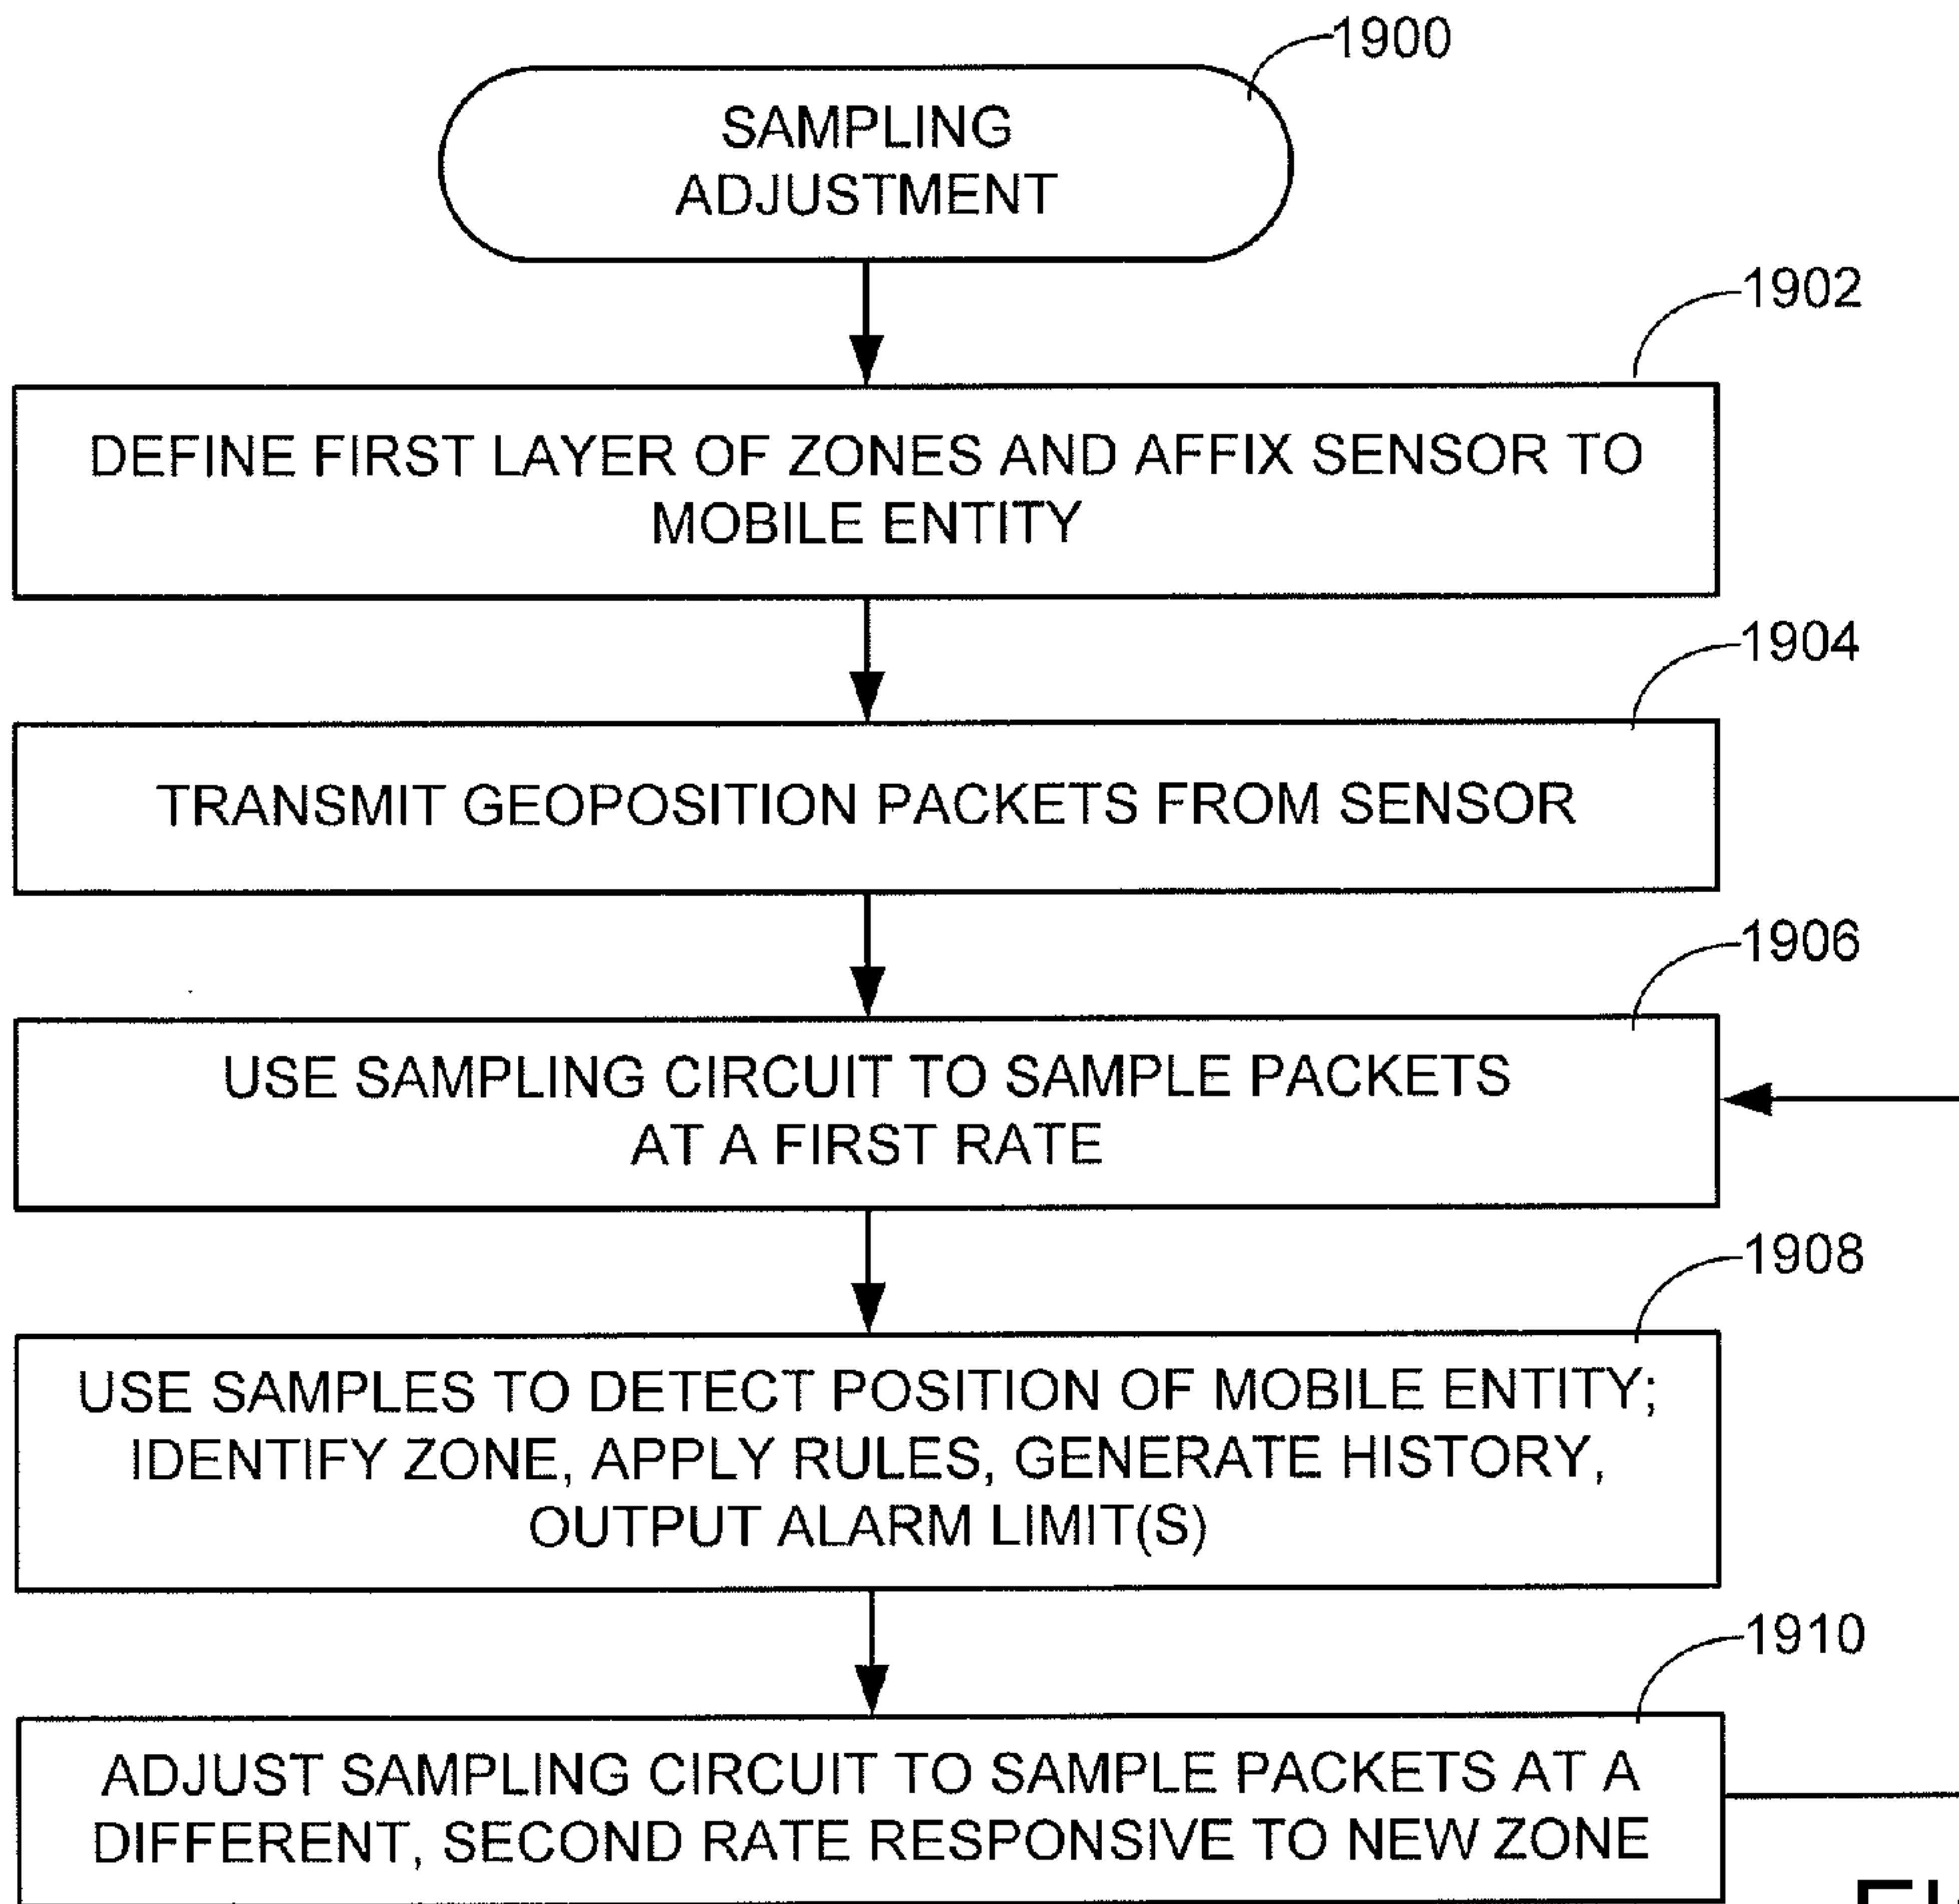 1900
SAMPLING
ADJUSTMENT
1902
DEFINE FIRST LAYER OF ZONES AND AFFIX SENSOR TO
MOBILE ENTITY
1904
TRANSMIT GEOPOSITION PACKETS FROM SENSOR
1906
USE SAMPLING CIRCUIT TO SAMPLE PACKETS
AT A FIRST RATE
1908
USE SAMPLES TO DETECT POSITION OF MOBILE ENTITY;
IDENTIFY ZONE, APPLY RULES, GENERATE HISTORY,
OUTPUT ALARM LIMIT(S)
1910
ADJUST SAMPLING CIRCUIT TO SAMPLE PACKETS AT A
DIFFERENT, SECOND RATE RESPONSIVE TO NEW ZONE